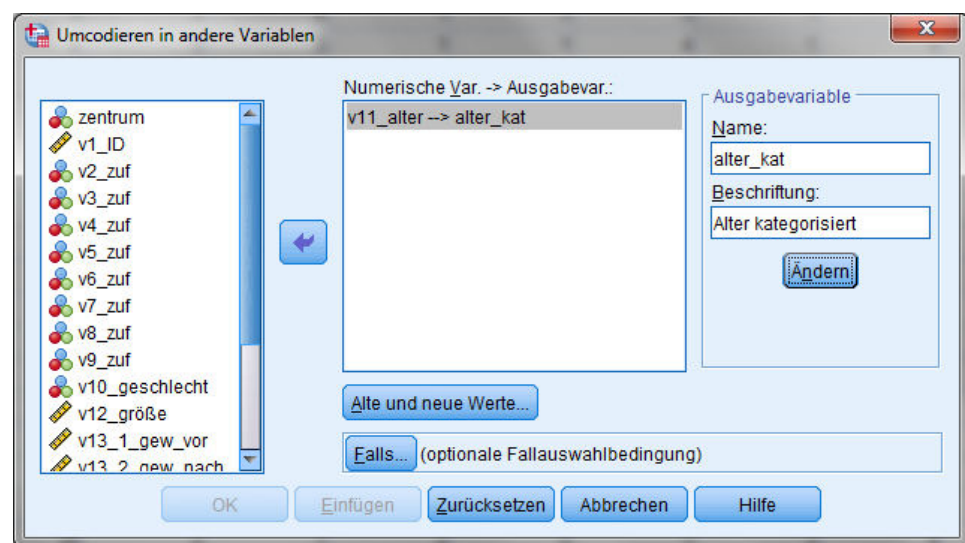 Umcodieren in andere Variablen
zentrum
v1_ID
v2_zuf
v3_zuf
v4_zuf
v5_zuf
v6_zuf
v7_zuf
v8_zuf
v9_zuf
v10_geschlecht
v12_größe
v13_1_gew_vor
v13_2_gew_nach
Numerische Var. -> Ausgabevar.:
v11_alter --> alter_kat
Alte und neue Werte...
Falls... (optionale Fallauswahlbedingung)
Ausgabevariable
Name:
alter_kat
Beschriftung:
Alter kategorisiert
Ändern
OK Einfügen Zurücksetzen Abbrechen Hilfe